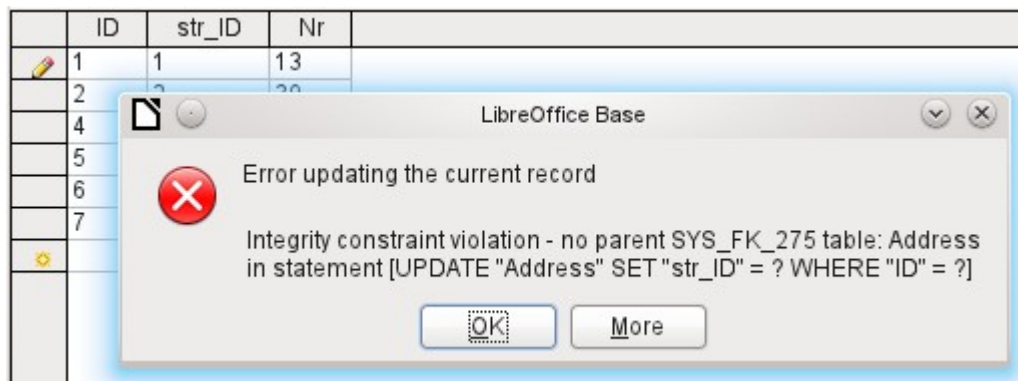 ID str_ID Nr
1 1 13
2
4
5
6
7
LibreOffice Base
Error updating the current record
Integrity constraint violation - no parent SYS_FK_275 table: Address
in statement [UPDATE "Address" SET "str_ID" = ? WHERE "ID" = ?]
OK More